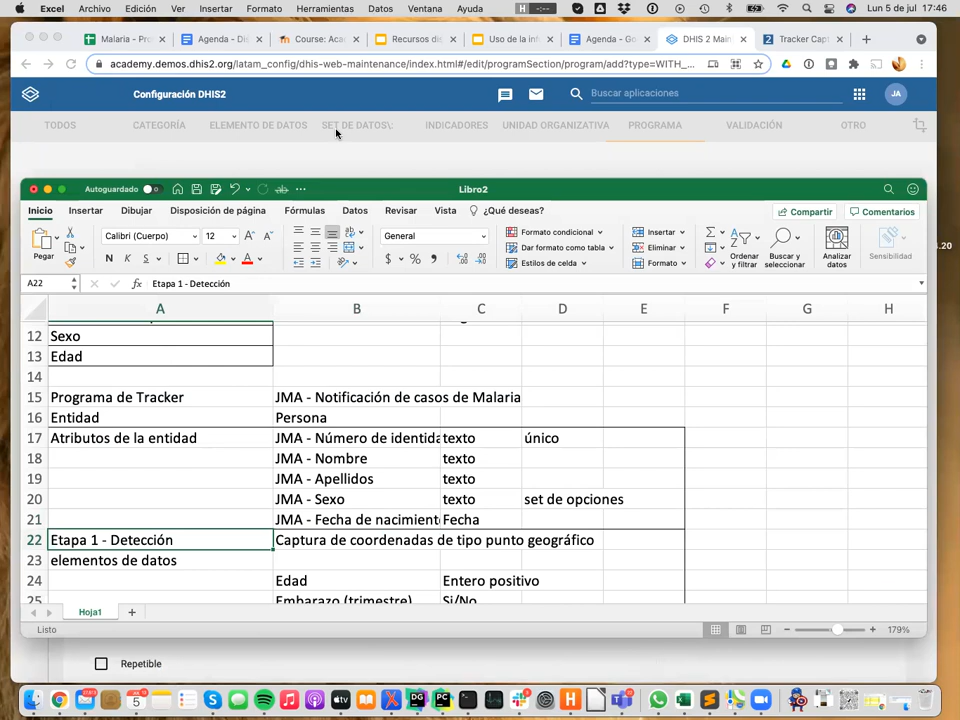 Excel Archivo Editar Ver Insertar Formato Herramientas Datos Ventana Ayuda Lun 5 de jul 17:46
Malaria - Pro Agenda - Di Course: Aca Recursos dis Uso de la inf Agenda - Go DHIS 2 Main Tracker Capt
academy.demos.dhis2.org/latam_config/dhis-web-maintenance/index.html#/edit/programSection/program/add?type=WITH_...
Configuración DHIS2 Buscar aplicaciones JA
TODOS CATEGORÍA ELEMENTO DE DATOS SET DE DATOS\; INDICADORES UNIDAD ORGANIZATIVA PROGRAMA VALIDACIÓN OTRO
Autoguardado Libro2
Inicio Insertar Dibujar Disposición de página Fórmulas Datos Revisar Vista ¿Qué deseas? Compartir Comentarios
Pegar Calibri (Cuerpo) 12 General Formato condicional Dar formato como tabla Estilos de celda Insertar Eliminar Formato Ordenar y filtrar Buscar y seleccionar Analizar datos Sensibilidad
A22 fx Etapa 1 - Detección
A B C D E F G H
12 Sexo
13 Edad
14
15 Programa de Tracker JMA - Notificación de casos de Malaria
16 Entidad Persona
17 Atributos de la entidad JMA - Número de identida texto único
18 JMA - Nombre texto
19 JMA - Apellidos texto
20 JMA - Sexo texto set de opciones
21 JMA - Fecha de nacimient Fecha
22 Etapa 1 - Detección Captura de coordenadas de tipo punto geográfico
23 elementos de datos
24 Edad Entero positivo
25 Embarazo (trimestre) Si/No
Hoja1
Listo 179%
Repetible